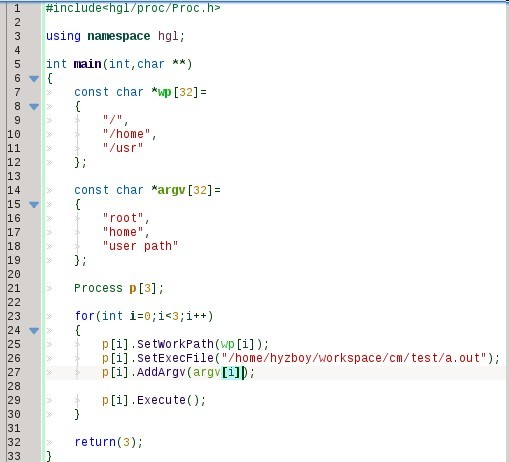 1 #include<hgl/proc/Proc.h>
2
3 using namespace hgl;
4
5 int main(int,char **)
6 {
7 const char *wp[32]=
8 {
9 "/",
10 "/home",
11 "/usr"
12 };
13
14 const char *argv[32]=
15 {
16 "root",
17 "home",
18 "user path"
19 };
20
21 Process p[3];
22
23 for(int i=0;i<3;i++)
24 {
25 p[i].SetWorkPath(wp[i]);
26 p[i].SetExecFile("/home/hyzboy/workspace/cm/test/a.out");
27 p[i].AddArgv(argv[i]);
28
29 p[i].Execute();
30 }
31
32 return(3);
33 }